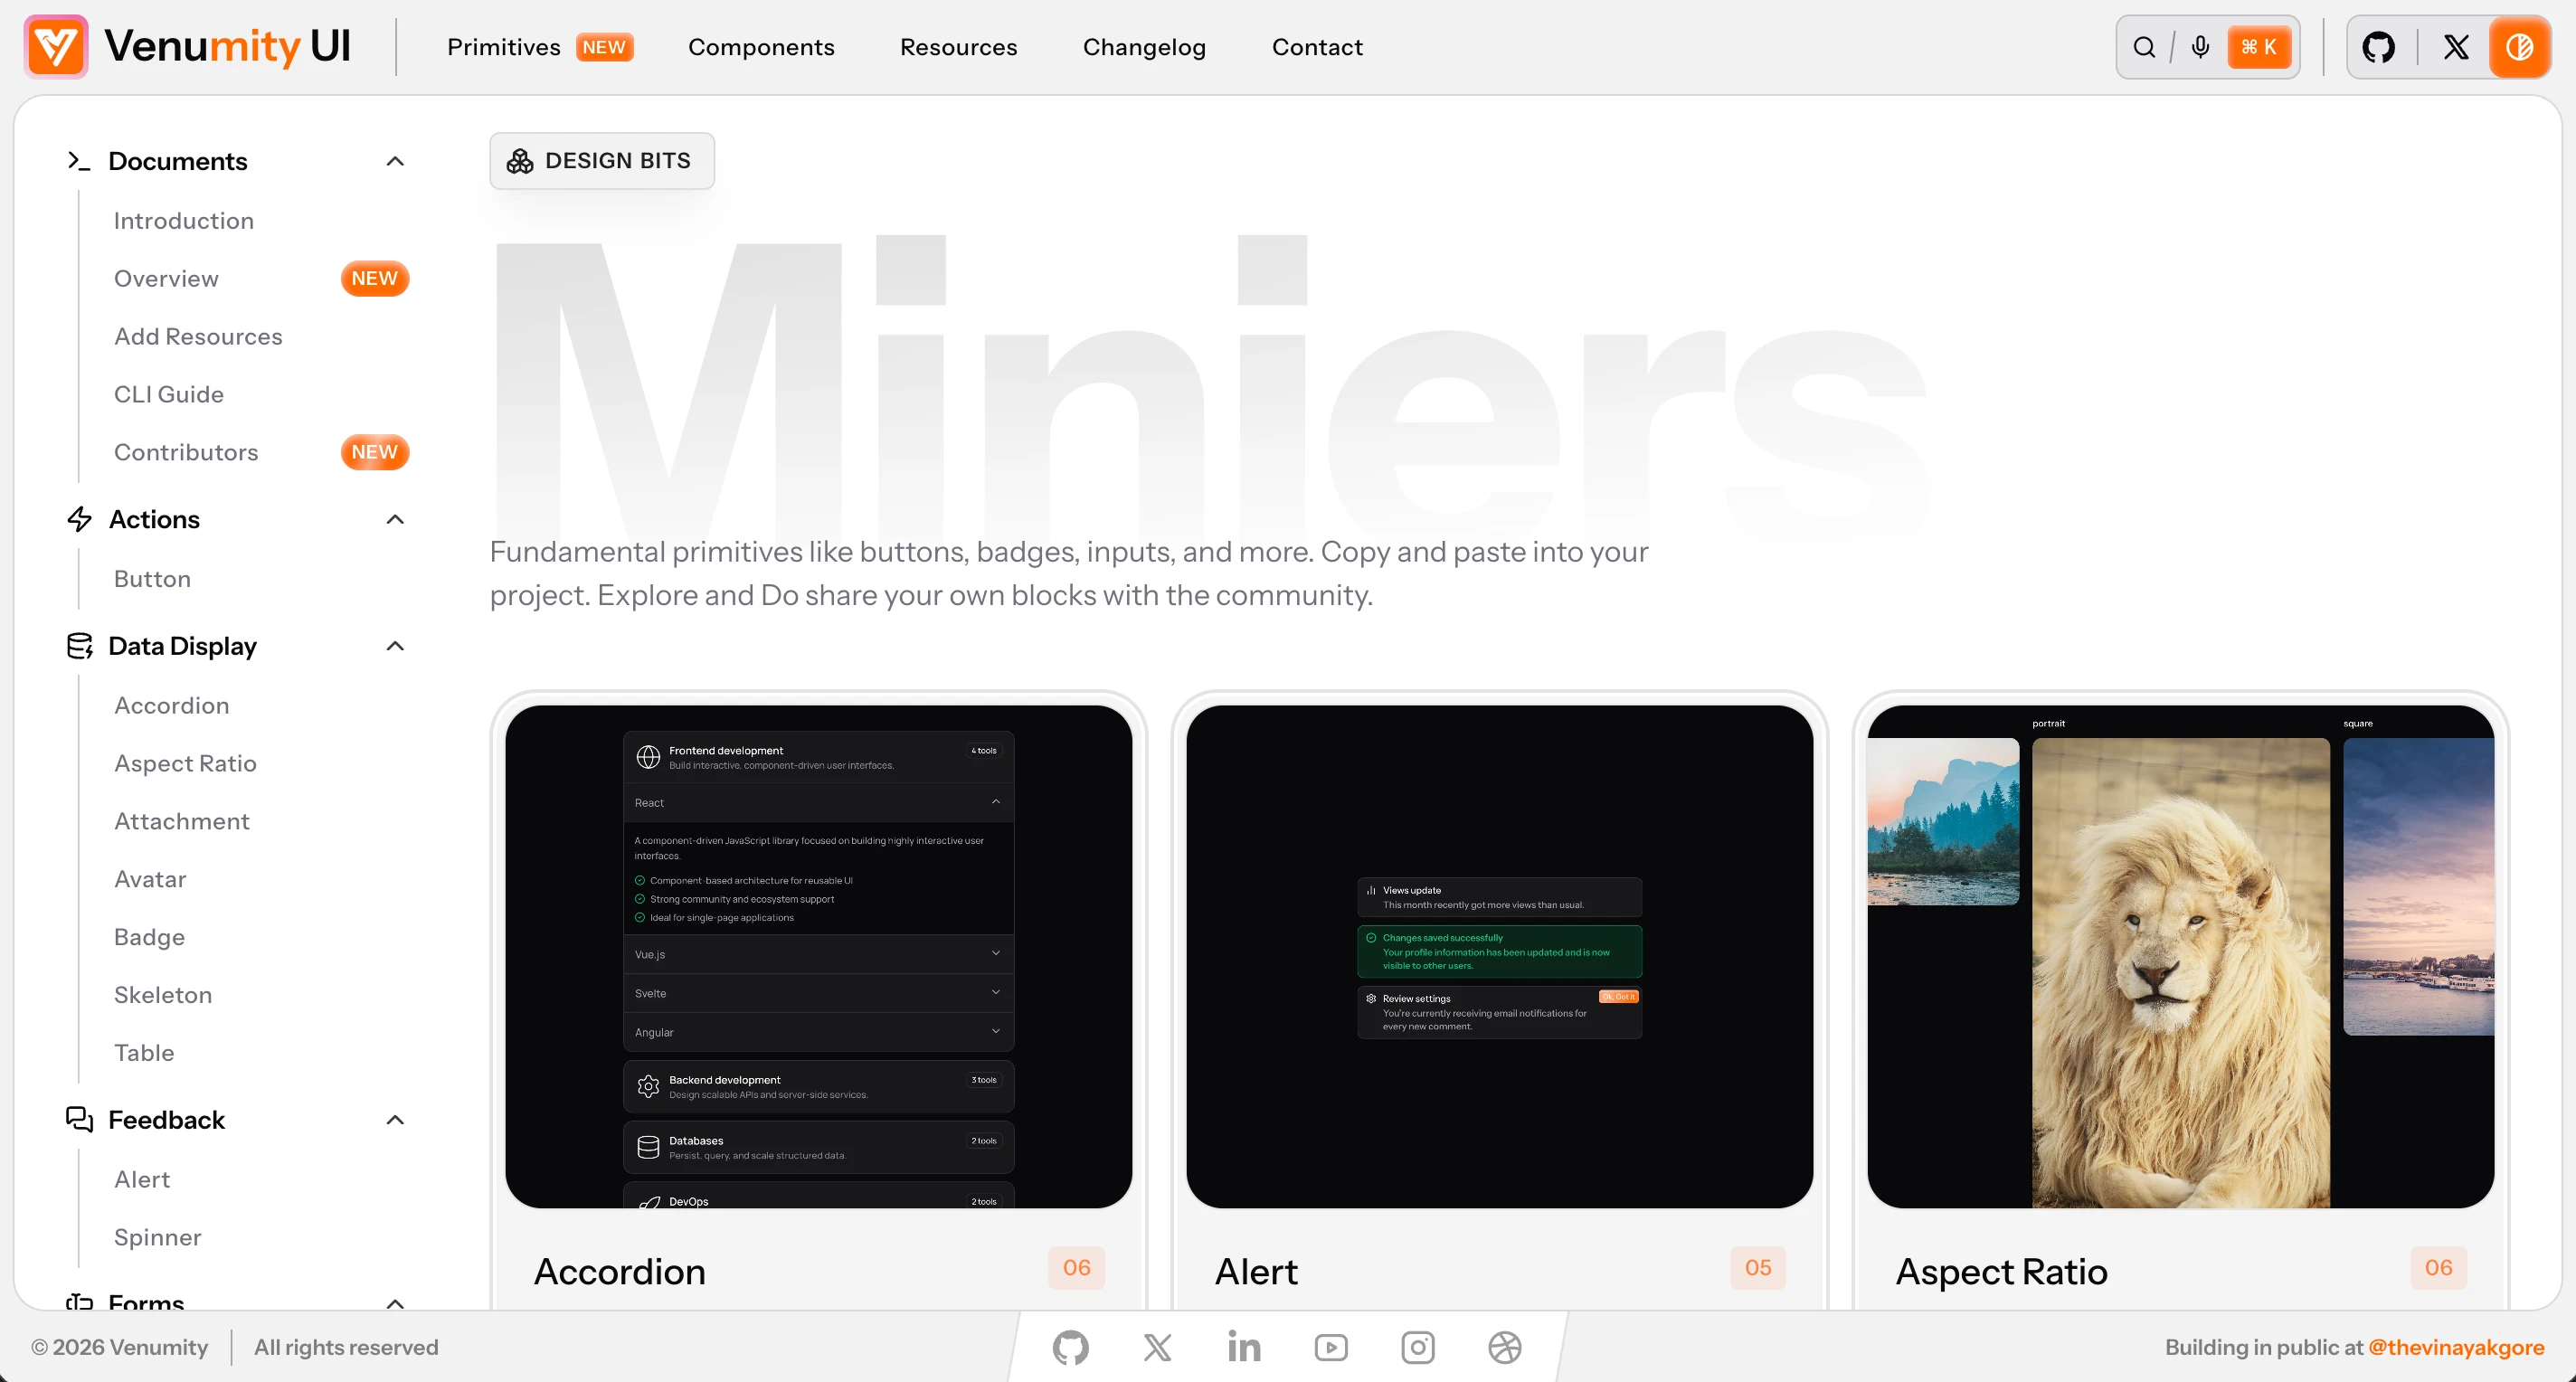 Venumity UI
Primitives NEW
Components
Resources
Changelog
Contact
⌘ K
Documents
Introduction
Overview NEW
Add Resources
CLI Guide
Contributors NEW
Actions
Button
Data Display
Accordion
Aspect Ratio
Attachment
Avatar
Badge
Skeleton
Table
Feedback
Alert
Spinner
Forms
DESIGN BITS
Miniers
Fundamental primitives like buttons, badges, inputs, and more. Copy and paste into your
project. Explore and Do share your own blocks with the community.
Frontend development
4 tools
Build interactive, component-driven user interfaces.
React
A component-driven JavaScript library focused on building highly interactive user
interfaces.
Component-based architecture for reusable UI
Strong community and ecosystem support
Ideal for single-page applications
Vue.js
Svelte
Angular
Backend development
3 tools
Design scalable APIs and server-side services.
Databases
2 tools
Persist, query, and scale structured data.
DevOps
2 tools
Accordion
06
Views update
This month recently got more views than usual.
Changes saved successfully
Your profile information has been updated and is now
visible to other users.
Review settings
Ok, Got it
You're currently receiving email notifications for
every new comment.
Alert
05
portrait
square
Aspect Ratio
06
© 2026 Venumity
All rights reserved
Building in public at @thevinayakgore